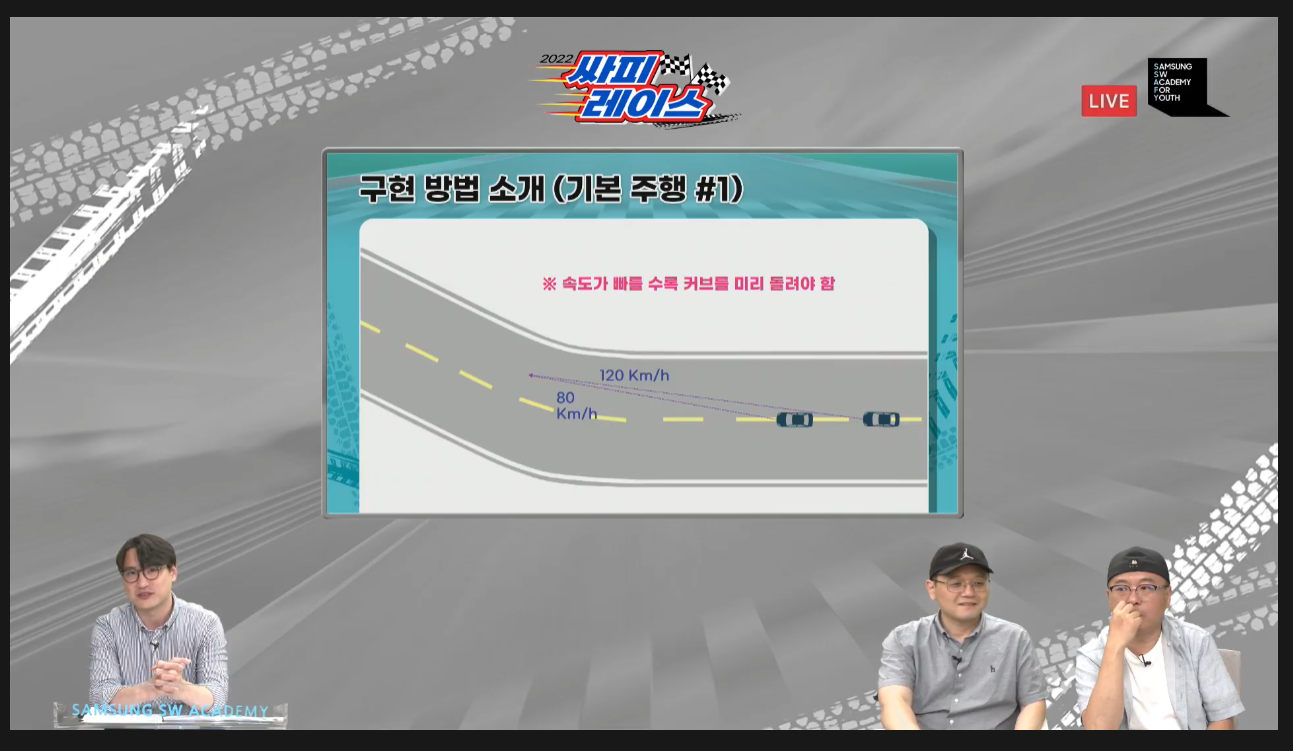 2022
싸피
레이스
LIVE
SAMSUNG
SW
ACADEMY
FOR
YOUTH
구현 방법 소개 (기본 주행 #1)
※ 속도가 빠를 수록 커브를 미리 돌려야 함
120 Km/h
80
Km/h
h
SAMSUNG SW ACADEMY